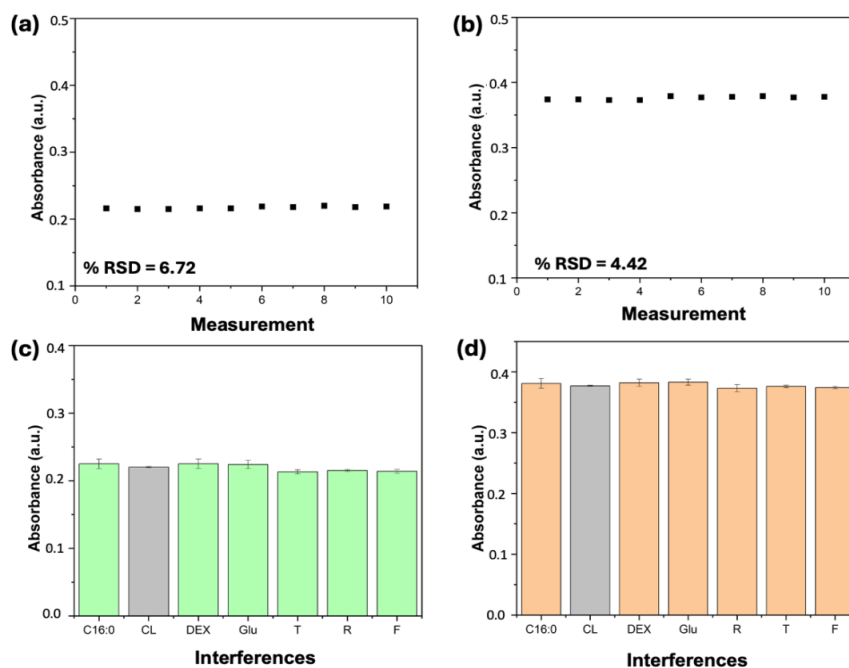 (a)
0.5
0.4
0.3
0.2
0.1
Absorbance (a.u.)
% RSD = 6.72
0 2 4 6 8 10
Measurement
(b)
0.5
0.4
0.3
0.2
0.1
Absorbance (a.u.)
% RSD = 4.42
0 2 4 6 8 10
Measurement
(c)
0.4
0.3
0.2
0.1
0.0
Absorbance (a.u.)
C16:0 CL DEX Glu T R F
Interferences
(d)
0.4
0.3
0.2
0.1
0.0
Absorbance (a.u.)
C16:0 CL DEX Glu R T F
Interferences